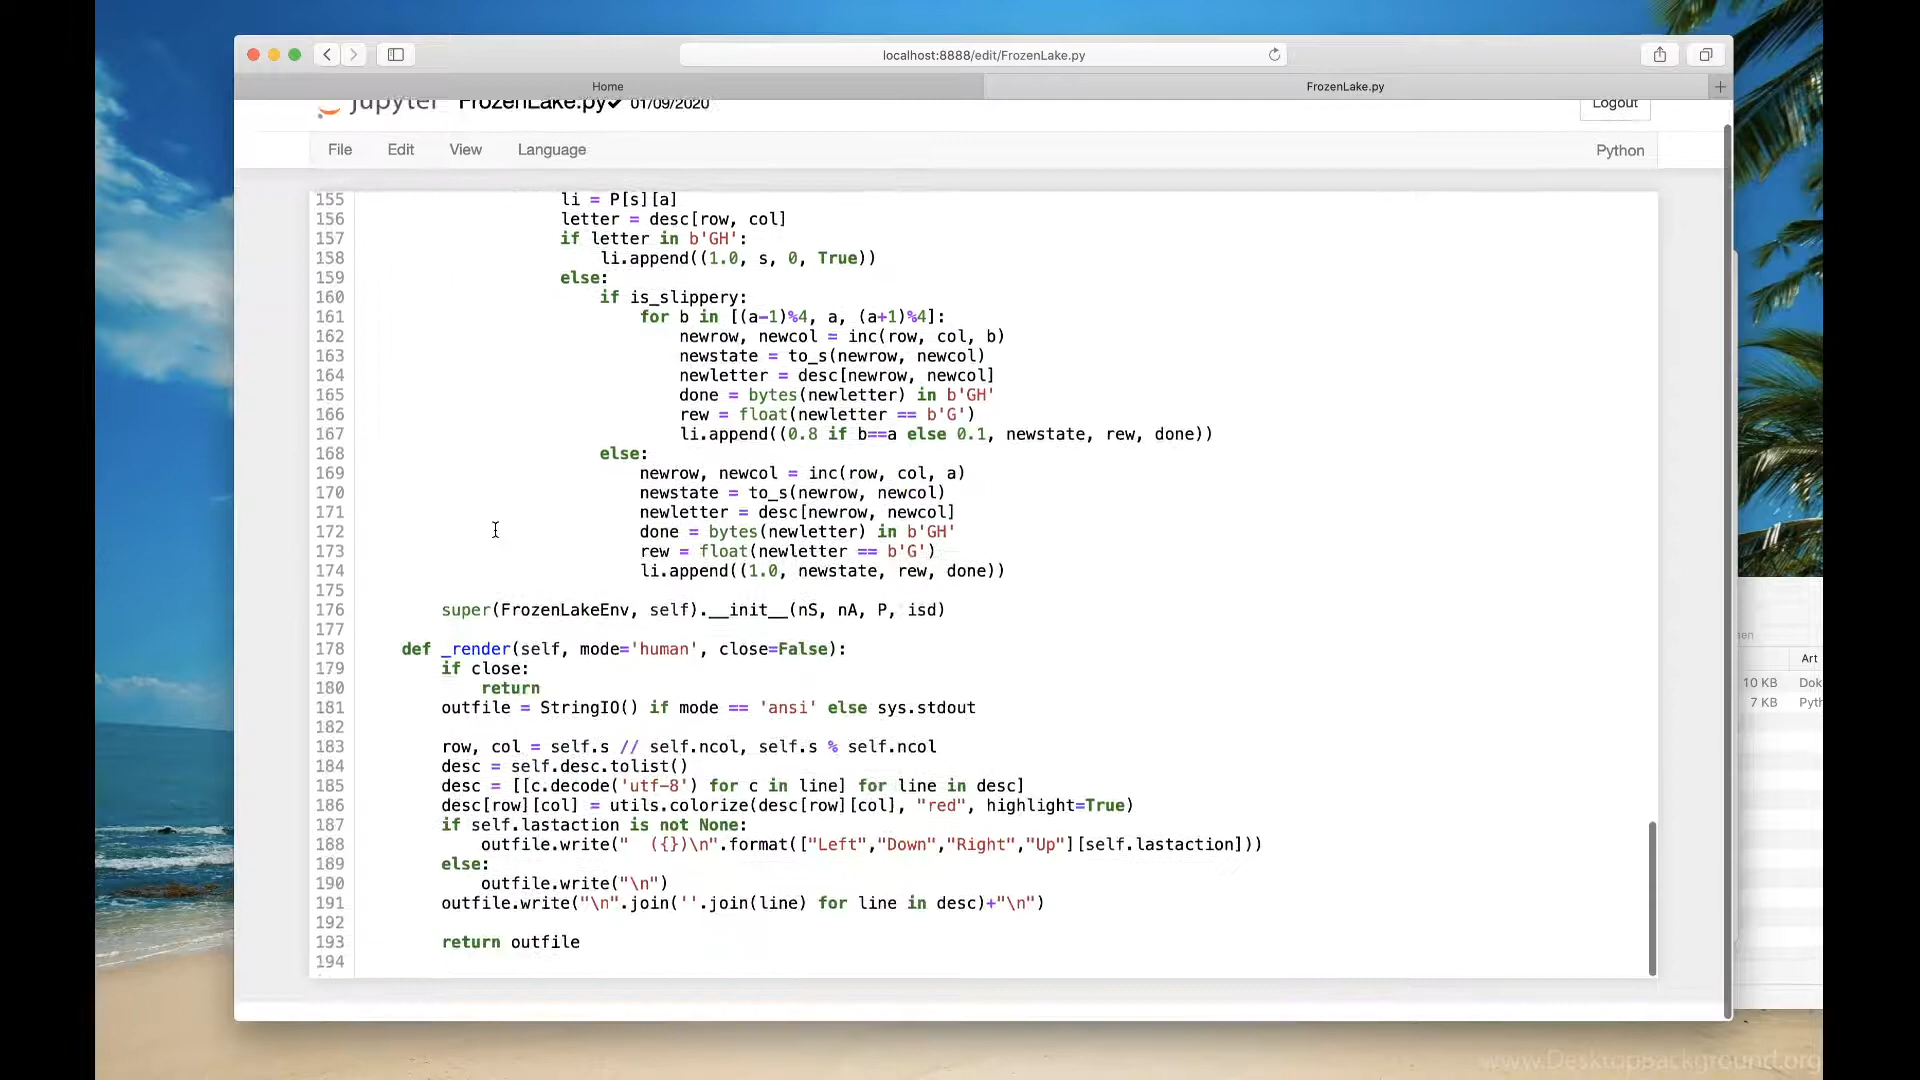 localhost:8888/edit/FrozenLake.py
Home
FrozenLake.py
+
Jupyter FrozenLake.py✔ 01/09/2020
Logout
File Edit View Language
Python
155 li = P[s][a]
156 letter = desc[row, col]
157 if letter in b'GH':
158 li.append((1.0, s, 0, True))
159 else:
160 if is_slippery:
161 for b in [(a-1)%4, a, (a+1)%4]:
162 newrow, newcol = inc(row, col, b)
163 newstate = to_s(newrow, newcol)
164 newletter = desc[newrow, newcol]
165 done = bytes(newletter) in b'GH'
166 rew = float(newletter == b'G')
167 li.append((0.8 if b==a else 0.1, newstate, rew, done))
168 else:
169 newrow, newcol = inc(row, col, a)
170 newstate = to_s(newrow, newcol)
171 newletter = desc[newrow, newcol]
172 done = bytes(newletter) in b'GH'
173 rew = float(newletter == b'G')
174 li.append((1.0, newstate, rew, done))
175
176 super(FrozenLakeEnv, self).__init__(nS, nA, P, isd)
177
178 def _render(self, mode='human', close=False):
179 if close:
180 return
181 outfile = StringIO() if mode == 'ansi' else sys.stdout
182
183 row, col = self.s // self.ncol, self.s % self.ncol
184 desc = self.desc.tolist()
185 desc = [[c.decode('utf-8') for c in line] for line in desc]
186 desc[row][col] = utils.colorize(desc[row][col], "red", highlight=True)
187 if self.lastaction is not None:
188 outfile.write("  ({})\n".format(["Left","Down","Right","Up"][self.lastaction]))
189 else:
190 outfile.write("\n")
191 outfile.write("\n".join(''.join(line) for line in desc)+"\n")
192
193 return outfile
194
Art
10 KB Dok
7 KB Pyth
www.DesktopBackground.org